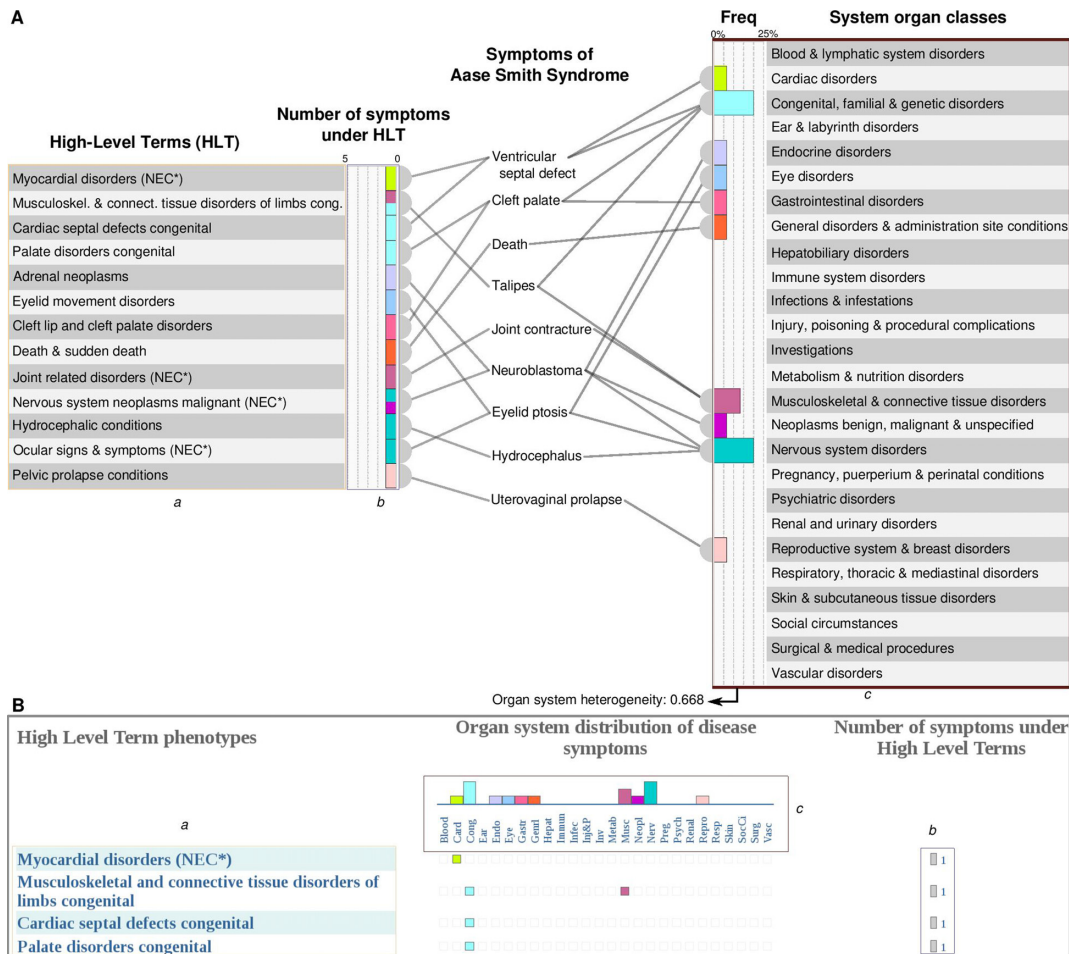 A
Freq
System organ classes
0%
25%
Symptoms of
Aase Smith Syndrome
Number of symptoms
under HLT
High-Level Terms (HLT)
5
0
Myocardial disorders (NEC*)
Musculoskel. & connect. tissue disorders of limbs cong.
Cardiac septal defects congenital
Palate disorders congenital
Adrenal neoplasms
Eyelid movement disorders
Cleft lip and cleft palate disorders
Death & sudden death
Joint related disorders (NEC*)
Nervous system neoplasms malignant (NEC*)
Hydrocephalic conditions
Ocular signs & symptoms (NEC*)
Pelvic prolapse conditions
a
b
Ventricular
septal defect
Cleft palate
Death
Talipes
Joint contracture
Neuroblastoma
Eyelid ptosis
Hydrocephalus
Uterovaginal prolapse
Blood & lymphatic system disorders
Cardiac disorders
Congenital, familial & genetic disorders
Ear & labyrinth disorders
Endocrine disorders
Eye disorders
Gastrointestinal disorders
General disorders & administration site conditions
Hepatobiliary disorders
Immune system disorders
Infections & infestations
Injury, poisoning & procedural complications
Investigations
Metabolism & nutrition disorders
Musculoskeletal & connective tissue disorders
Neoplasms benign, malignant & unspecified
Nervous system disorders
Pregnancy, puerperium & perinatal conditions
Psychiatric disorders
Renal and urinary disorders
Reproductive system & breast disorders
Respiratory, thoracic & mediastinal disorders
Skin & subcutaneous tissue disorders
Social circumstances
Surgical & medical procedures
Vascular disorders
c
Organ system heterogeneity: 0.668
B
High Level Term phenotypes
Organ system distribution of disease
symptoms
Number of symptoms under
High Level Terms
a
c
b
Blood
Card
Cong
Ear
Endo
Eye
Gastr
Genrl
Hepat
Immun
Infec
Inj&P
Inv
Metab
Musc
Neopl
Nerv
Preg
Psych
Renal
Repro
Resp
Skin
SocCi
Surg
Vasc
Myocardial disorders (NEC*)
1
Musculoskeletal and connective tissue disorders of
limbs congenital
1
Cardiac septal defects congenital
1
Palate disorders congenital
1